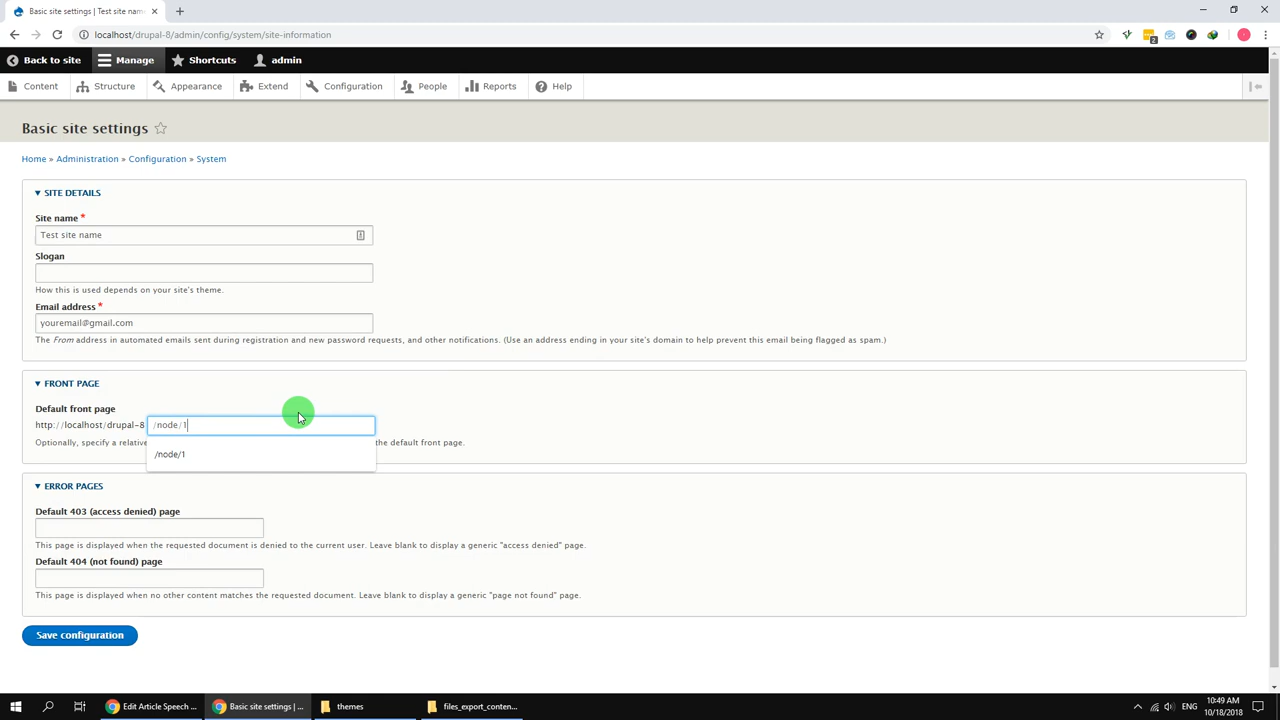 Basic site settings | Test site name
localhost/drupal-8/admin/config/system/site-information
2
Back to site
Manage
Shortcuts
admin
Content
Structure
Appearance
Extend
Configuration
People
Reports
Help
Basic site settings
Home » Administration » Configuration » System
SITE DETAILS
Site name *
Test site name
Slogan
How this is used depends on your site's theme.
Email address *
youremail@gmail.com
The From address in automated emails sent during registration and new password requests, and other notifications. (Use an address ending in your site's domain to help prevent this email being flagged as spam.)
FRONT PAGE
Default front page
http://localhost/drupal-8 /node/1
Optionally, specify a relative the default front page.
/node/1
ERROR PAGES
Default 403 (access denied) page
This page is displayed when the requested document is denied to the current user. Leave blank to display a generic "access denied" page.
Default 404 (not found) page
This page is displayed when no other content matches the requested document. Leave blank to display a generic "page not found" page.
Save configuration
Edit Article Speech ...
Basic site settings | ...
themes
files_export_conten...
ENG
10:49 AM
10/18/2018